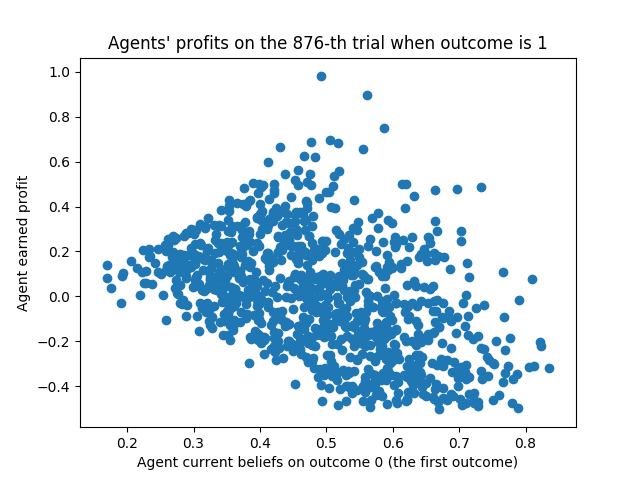 Agents' profits on the 876-th trial when outcome is 1
1.0
0.8
0.6
0.4
0.2
0.0
−0.2
−0.4
Agent earned profit
0.2 0.3 0.4 0.5 0.6 0.7 0.8
Agent current beliefs on outcome 0 (the first outcome)